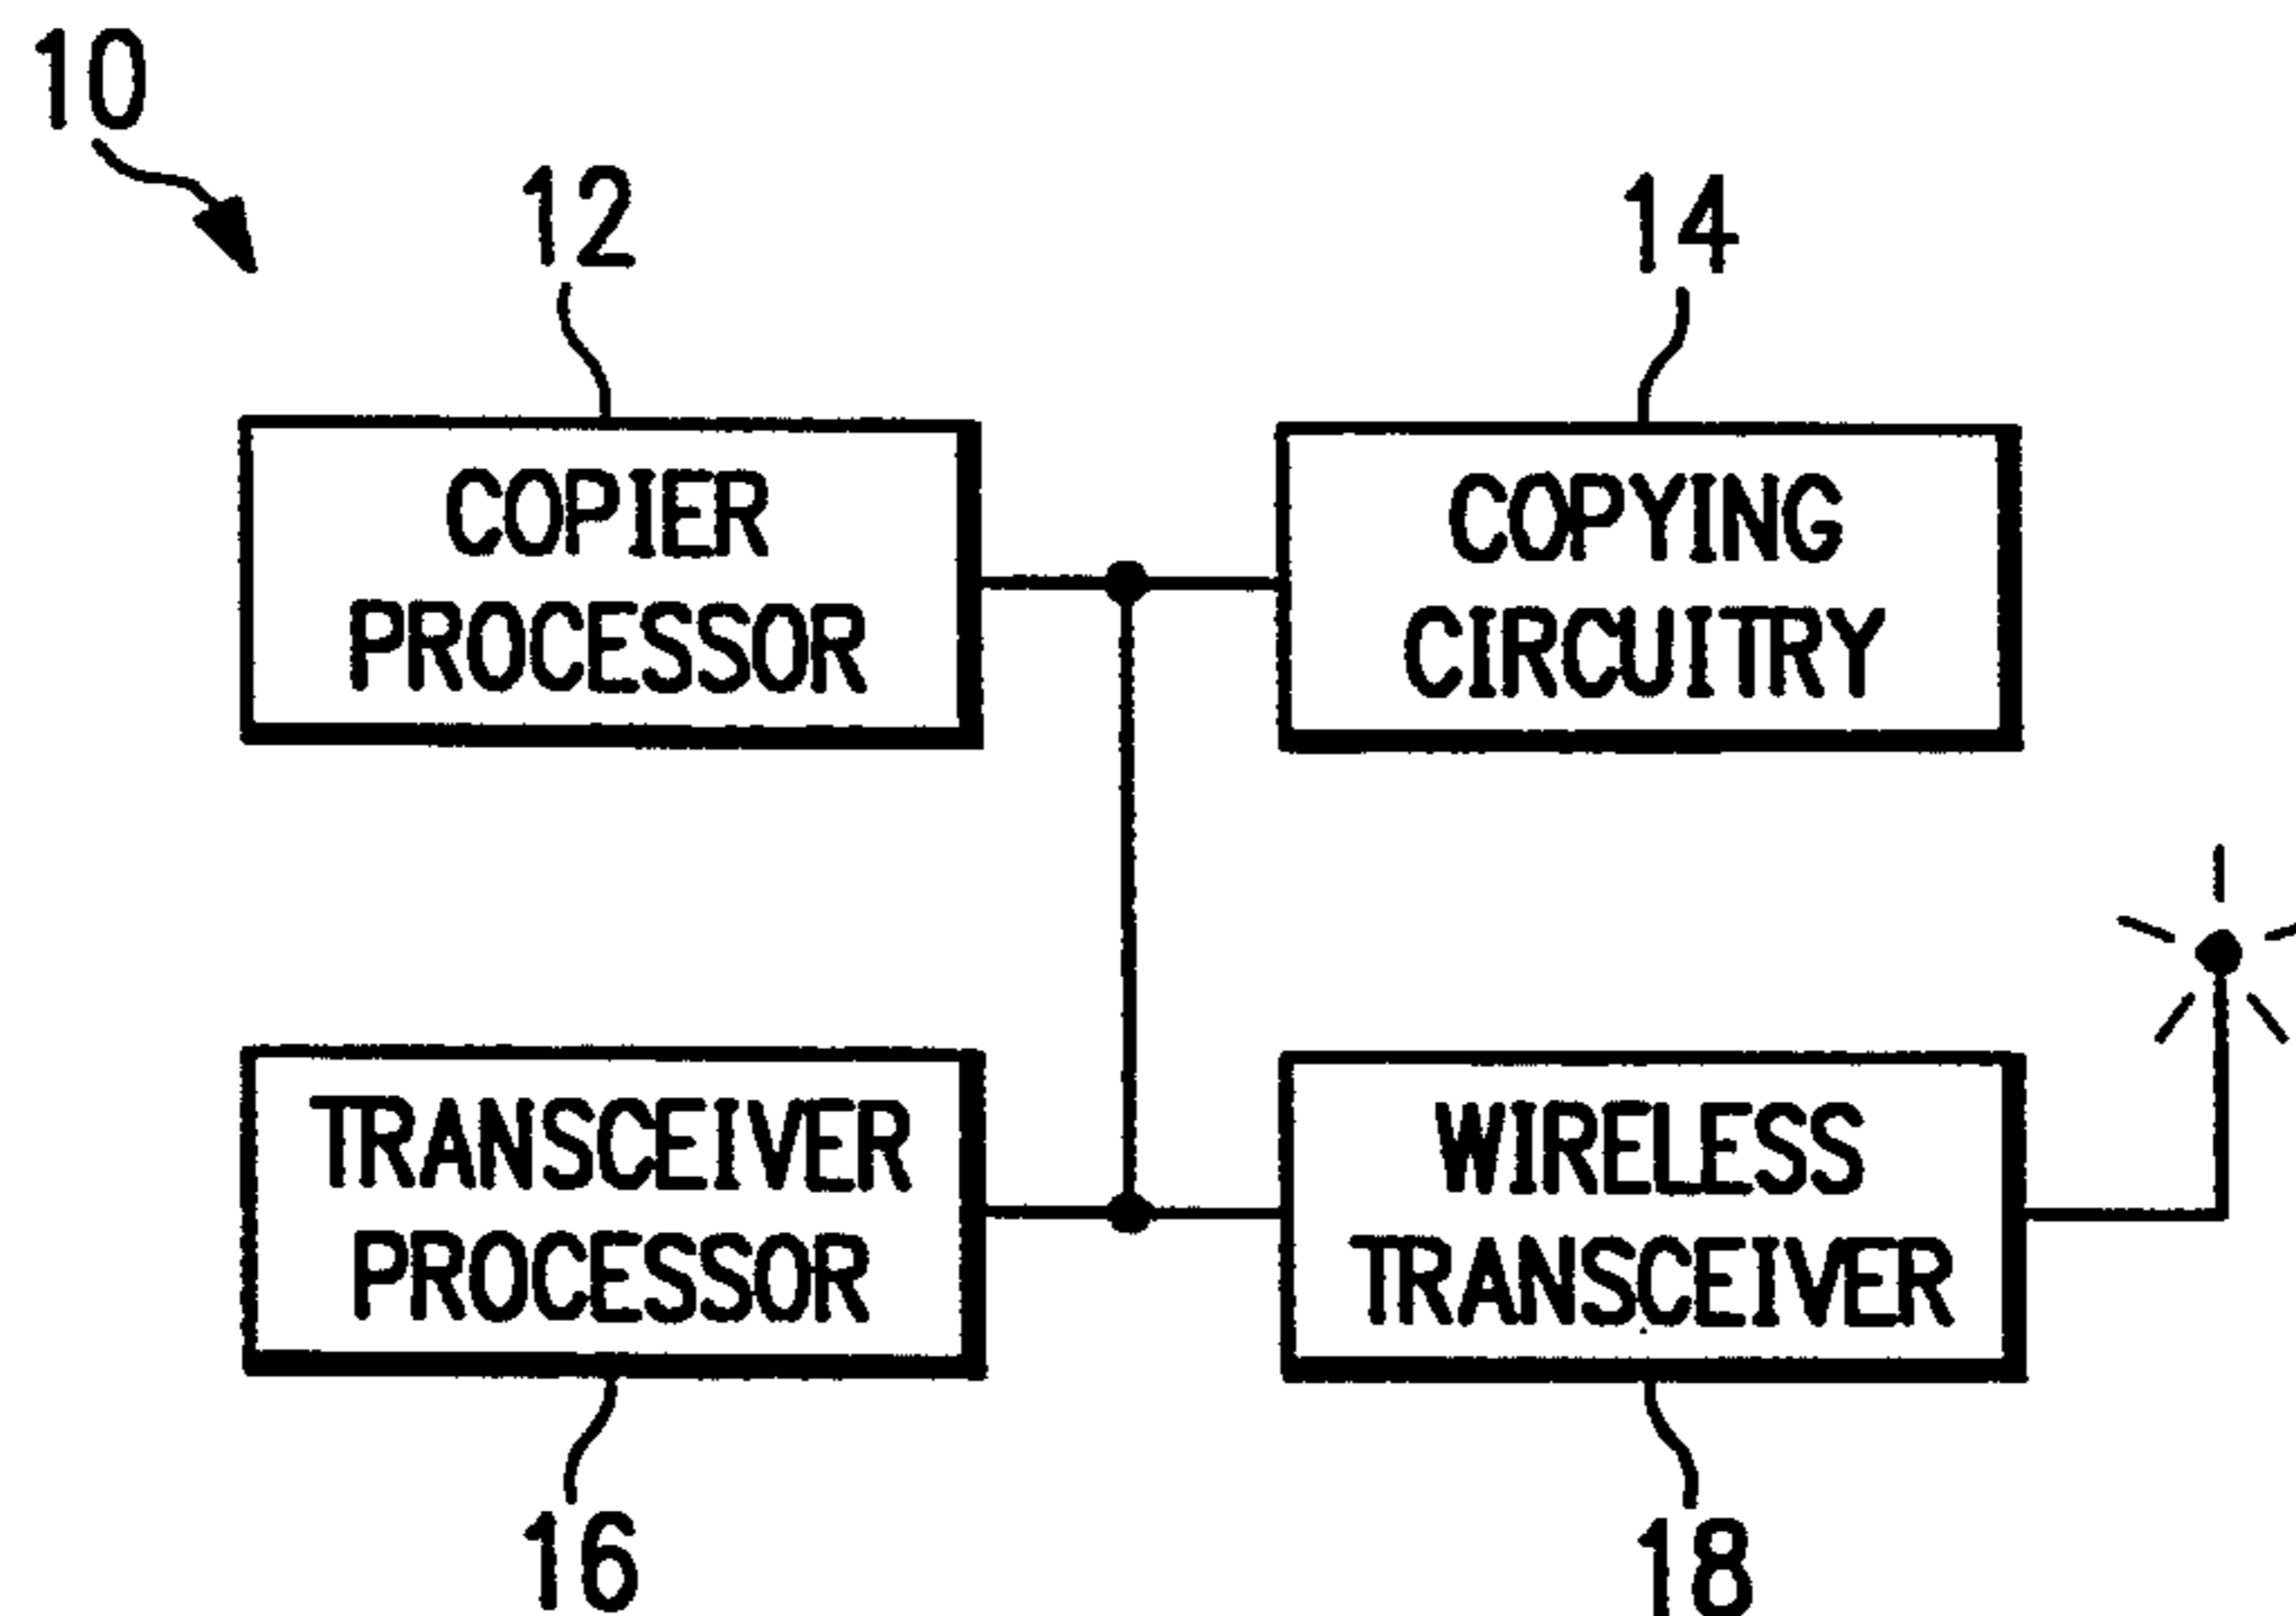 10
12
14
COPIER
PROCESSOR
COPYING
CIRCUITRY
TRANSCEIVER
PROCESSOR
WIRELESS
TRANSCEIVER
16
18